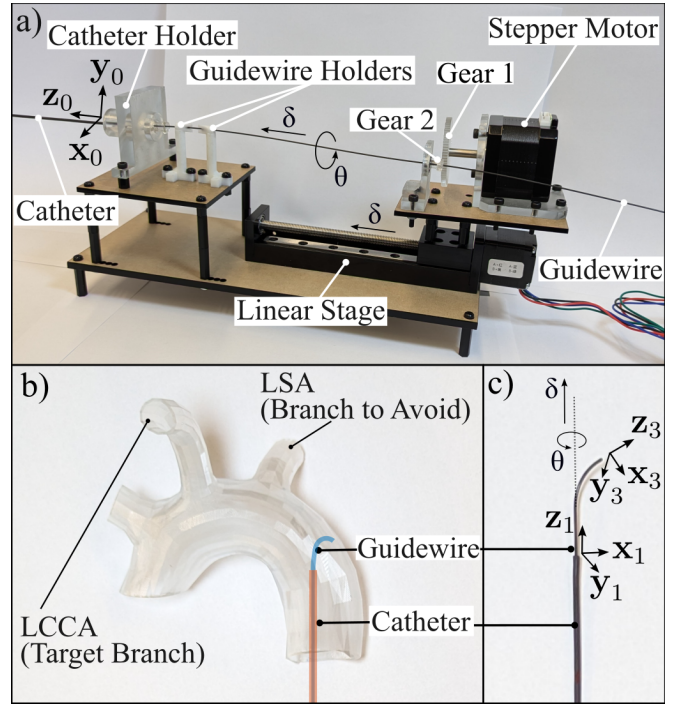 a)
Catheter Holder
Stepper Motor
Guidewire Holders
Gear 1
y0
z0
δ
Gear 2
x0
θ
Catheter
δ
Guidewire
Linear Stage
b)
LSA
(Branch to Avoid)
c)
δ
z3
θ
x3
y3
z1
Guidewire
x1
y1
Catheter
LCCA
(Target Branch)